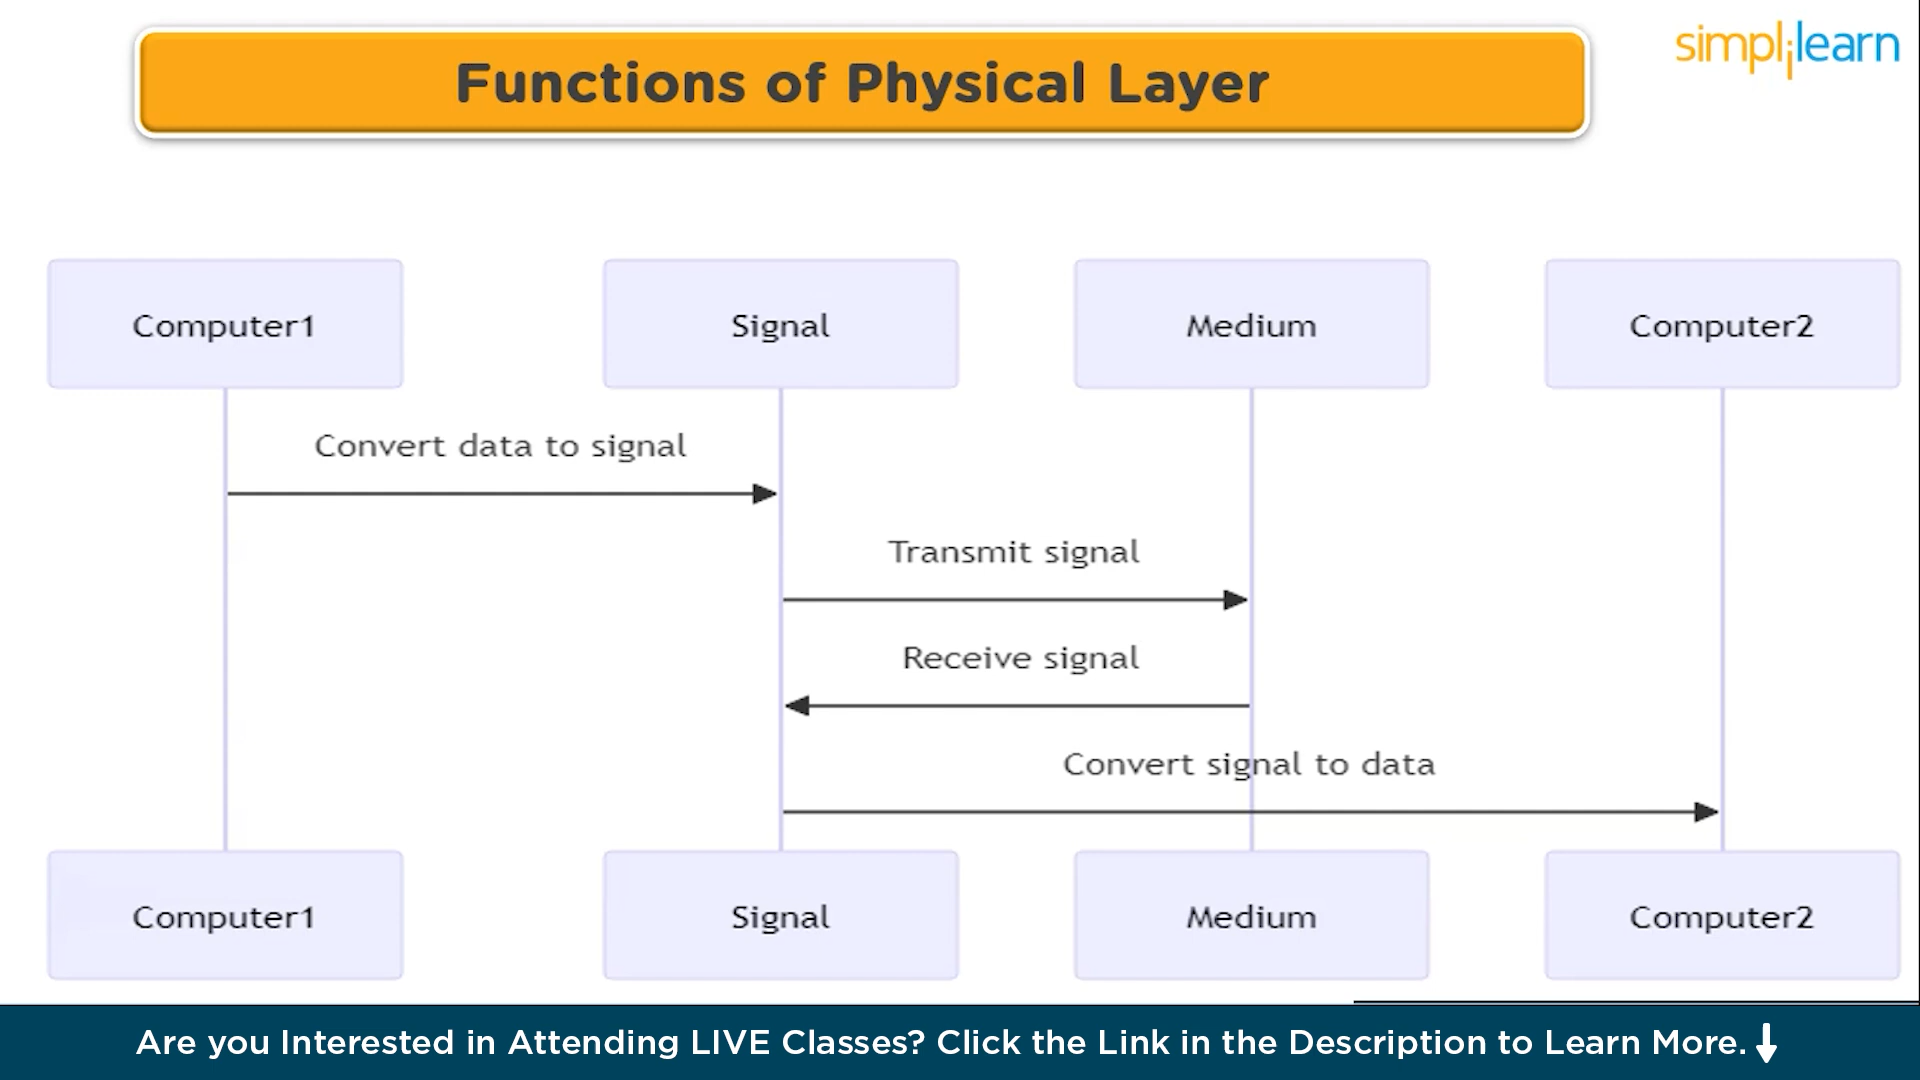 Functions of Physical Layer
simplilearn
Computer1
Signal
Medium
Computer2
Convert data to signal
Transmit signal
Receive signal
Convert signal to data
Computer1
Signal
Medium
Computer2
Are you Interested in Attending LIVE Classes? Click the Link in the Description to Learn More.